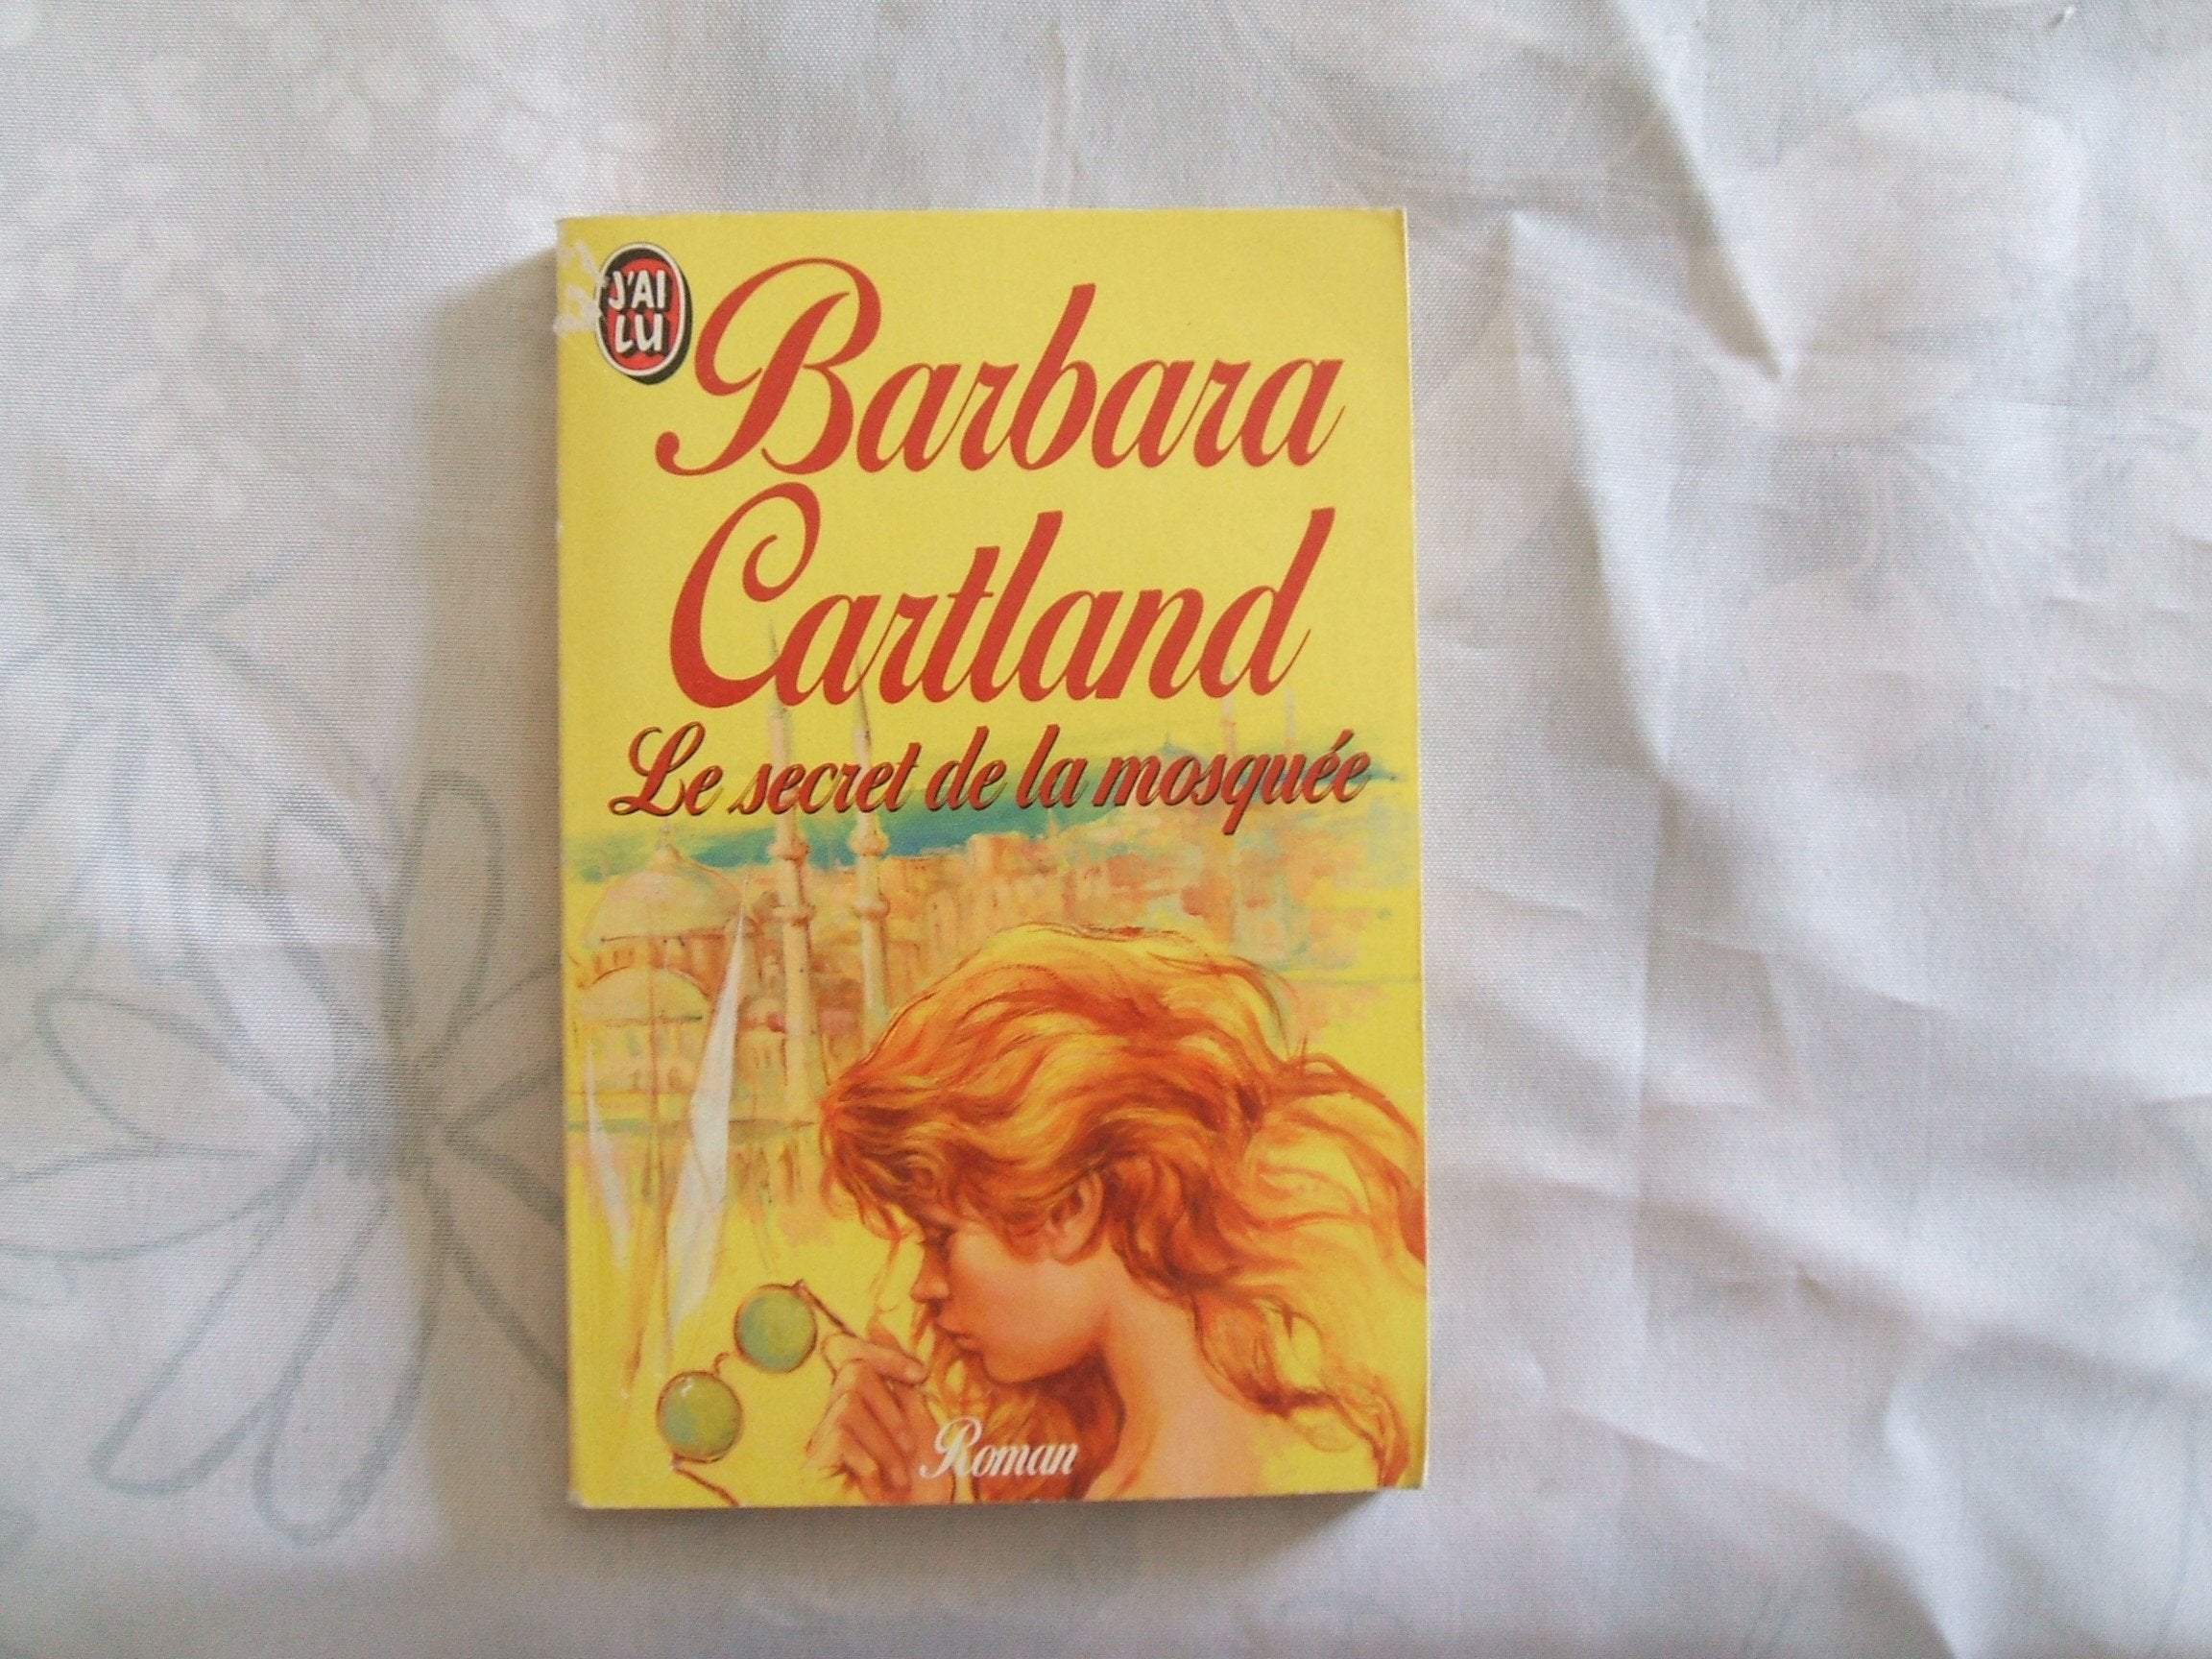 J'AI
LU
Barbara
Cartland
Le secret de la mosquée
Roman